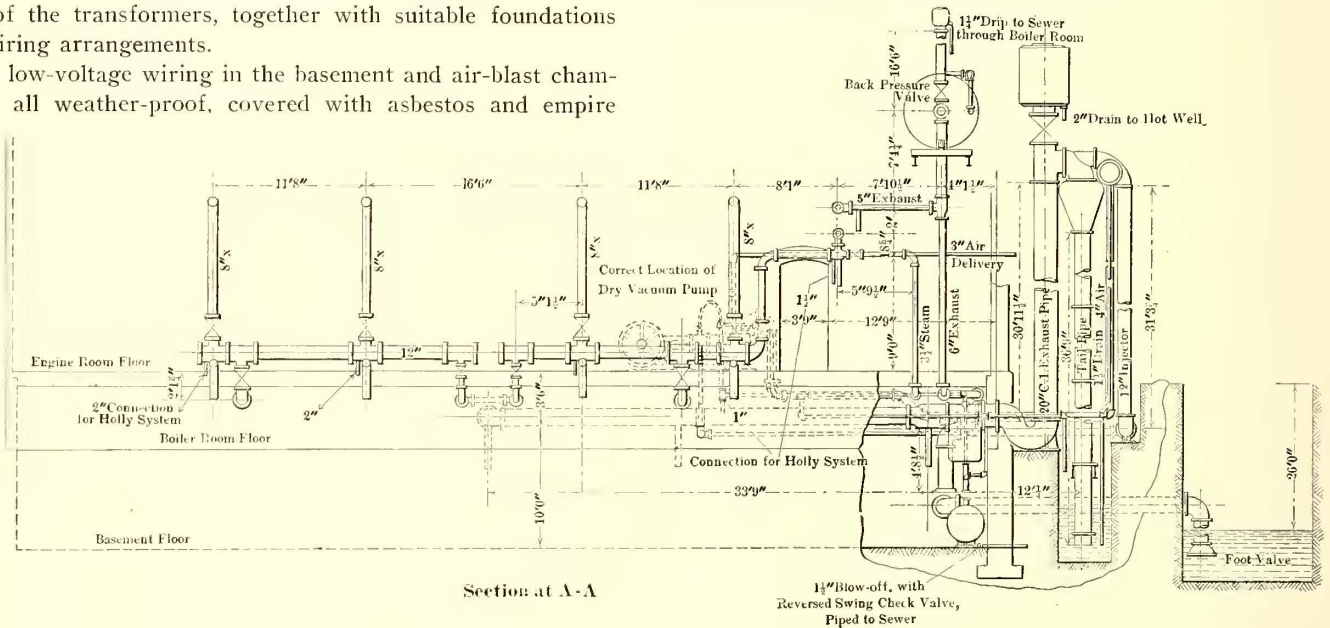 of the transformers, together with suitable foundations
iring arrangements.
low-voltage wiring in the basement and air-blast cham-
all weather-proof, covered with asbestos and empire
1¼"Drip to Sewer
through Boiler Room
16'6"
Back Pressure
Valve
2"Drain to Hot Well
11'8"
16'6"
11'8"
8'1"
7'10½"
1'1½"
5"Exhaust
8"x
8"x
8"x
8"x
3"Air
Delivery
Correct Location of
Dry Vacuum Pump
5'9½"
1½"
3'9"
12'9"
9'0"
3½"Steam
6"Exhaust
30'11½"
20"C.I.Exhaust Pipe
36'9"
Tail Pipe
1½"Drain
4"Air
12"Injector
Engine Room Floor
12"
2"Connection
for Holly System
2"
3'6"
1"
Boiler Room Floor
Connection for Holly System
4'8½"
33'9"
10'0"
26'0"
Basement Floor
Foot Valve
Section at A-A
1½"Blow-off, with
Reversed Swing Check Valve,
Piped to Sewer